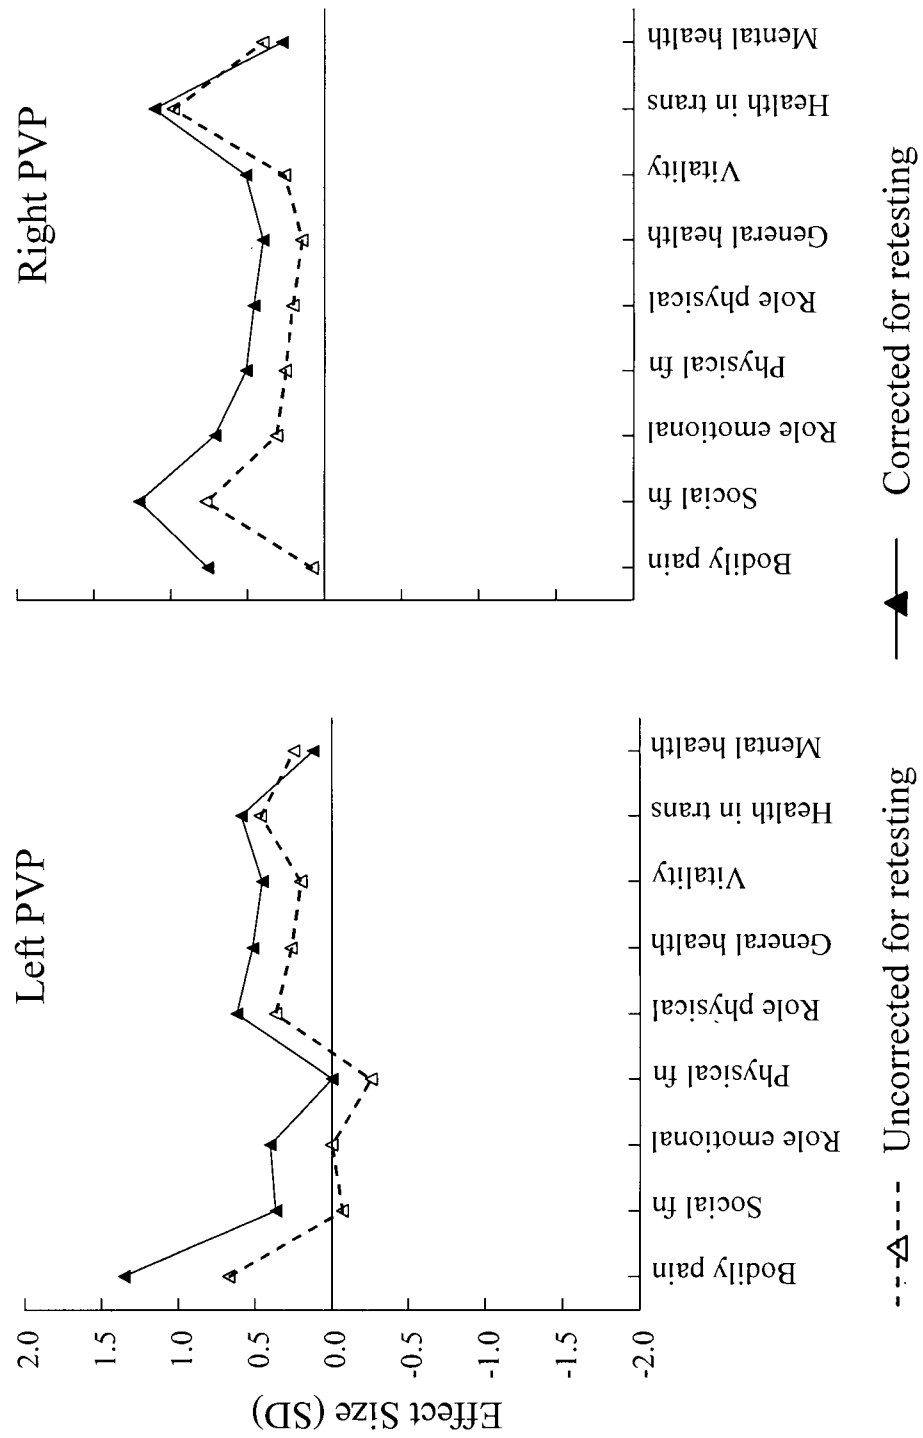 Left PVP
Right PVP
Effect Size (SD)
2.0
1.5
1.0
0.5
0.0
-0.5
-1.0
-1.5
-2.0
Bodily pain
Social fn
Role emotional
Physical fn
Role physical
General health
Vitality
Health in trans
Mental health
Bodily pain
Social fn
Role emotional
Physical fn
Role physical
General health
Vitality
Health in trans
Mental health
Uncorrected for retesting
Corrected for retesting